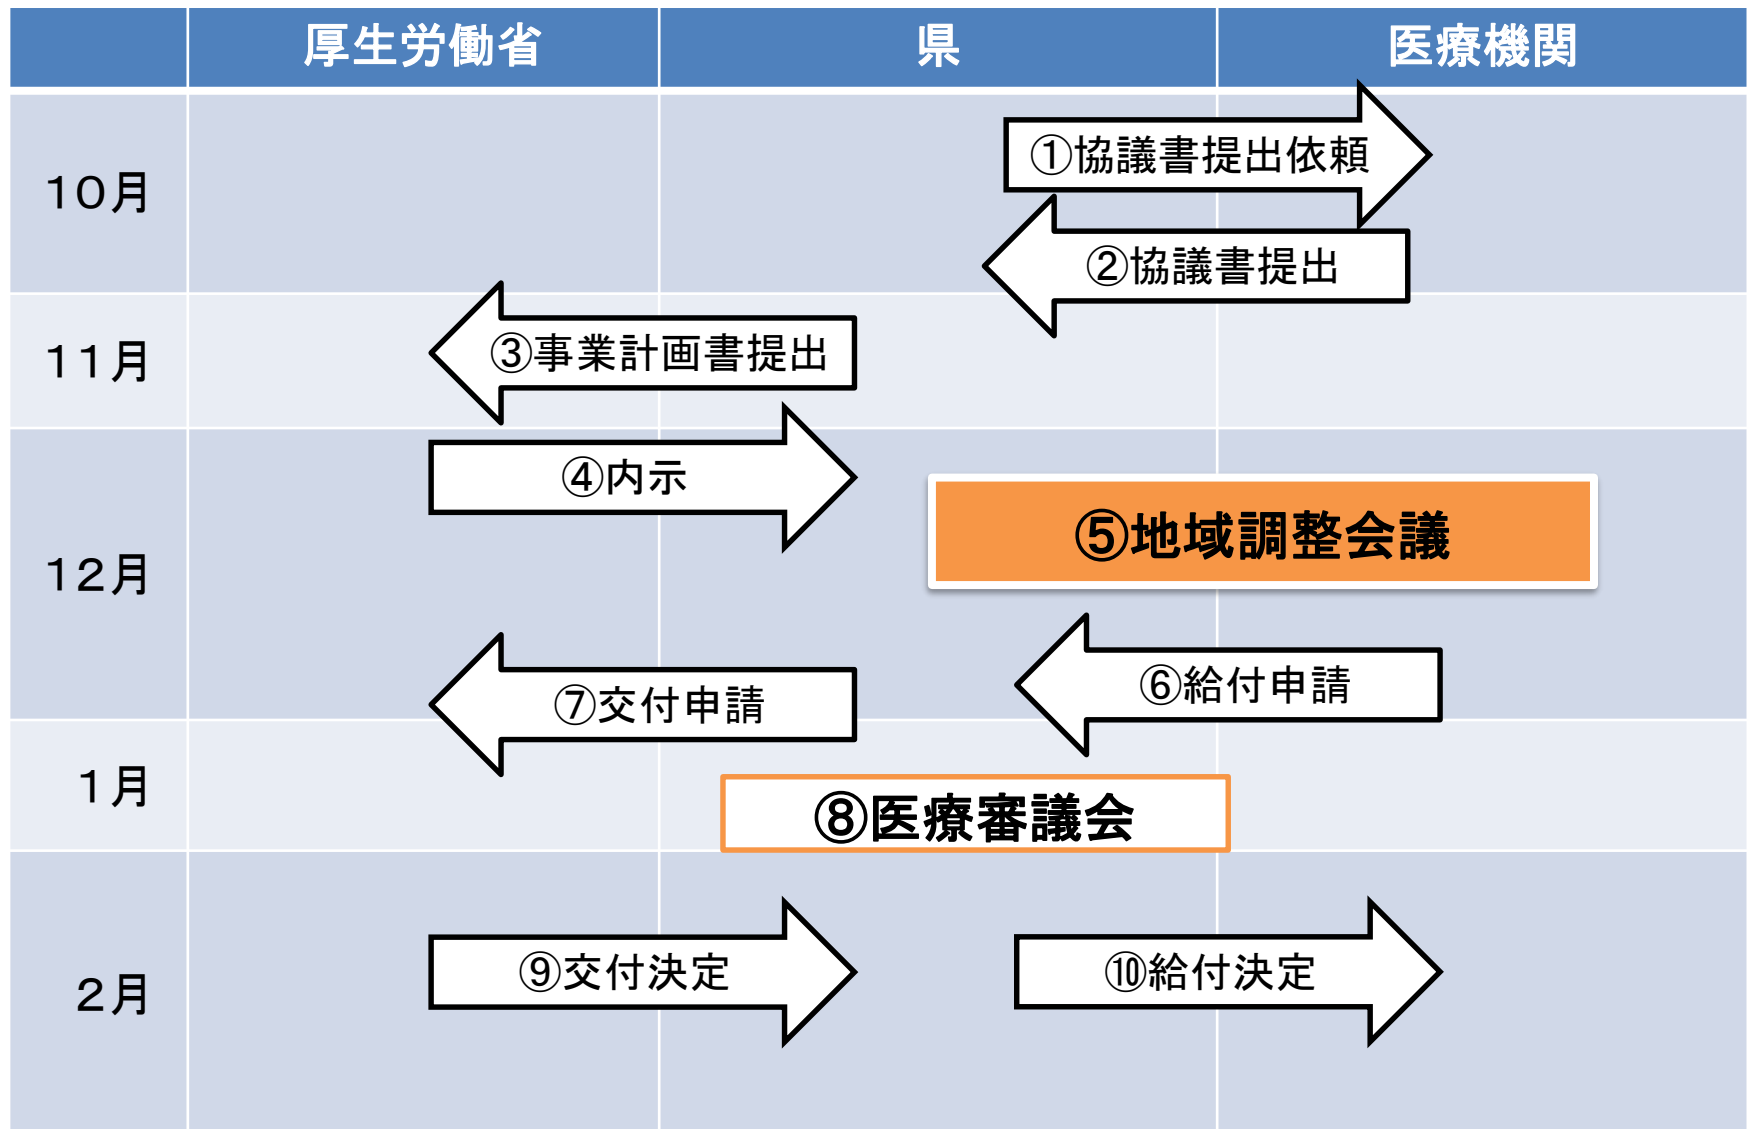 厚生労働省
県
医療機関
10月
①協議書提出依頼
②協議書提出
11月
③事業計画書提出
12月
④内示
⑤地域調整会議
⑥給付申請
⑦交付申請
1月
⑧医療審議会
2月
⑨交付決定
⑩給付決定